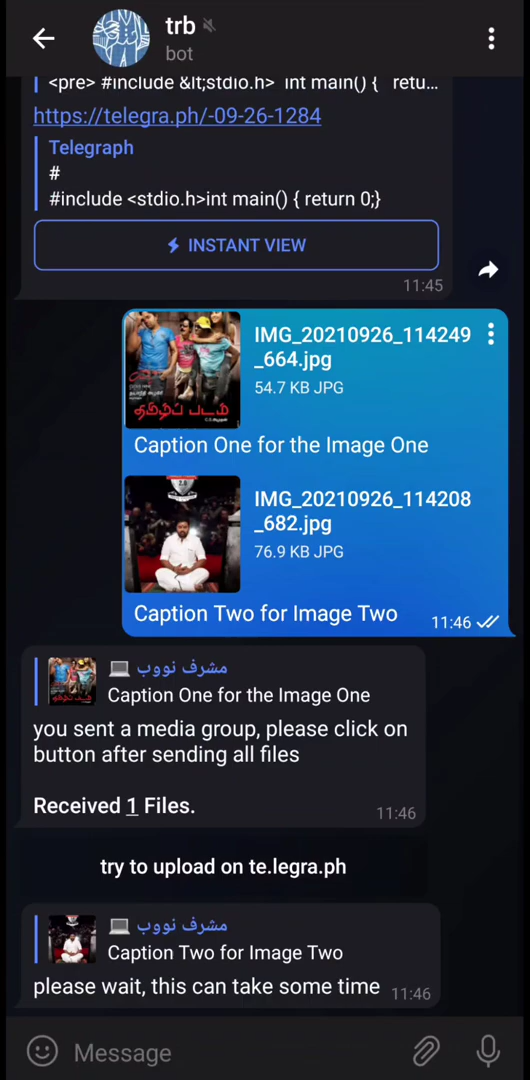 trb
bot
<pre> #include &lt;stdio.h> int main() { retu...
https://telegra.ph/-09-26-1284
Telegraph
#
#include <stdio.h>int main() { return 0;}
INSTANT VIEW
11:45
IMG_20210926_114249
_664.jpg
54.7 KB JPG
தமிழ்ப் படம்
Caption One for the Image One
IMG_20210926_114208
_682.jpg
76.9 KB JPG
2.0
Caption Two for Image Two
11:46
مشرف نووب
Caption One for the Image One
you sent a media group, please click on
button after sending all files
Received 1 Files.
11:46
try to upload on te.legra.ph
مشرف نووب
Caption Two for Image Two
please wait, this can take some time
11:46
Message